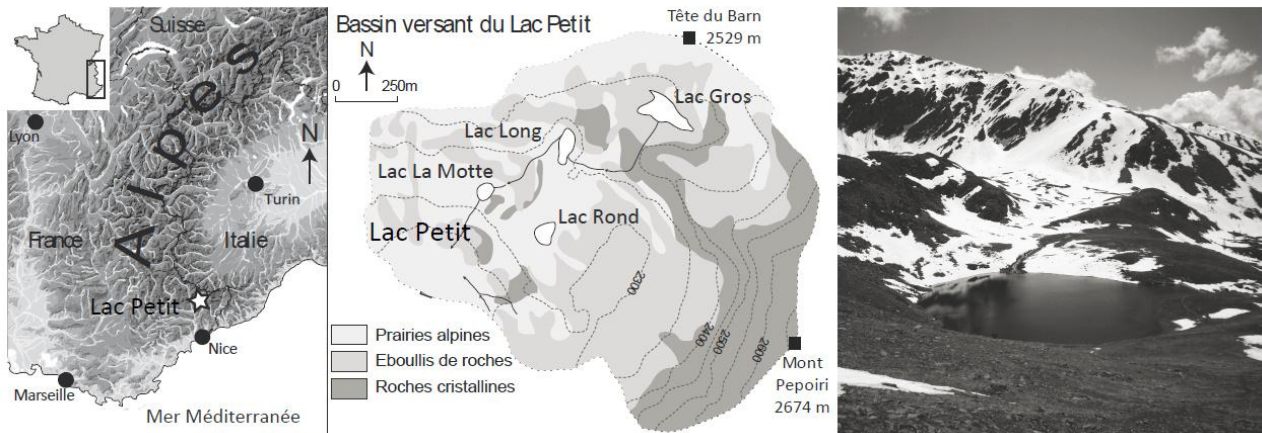 Suisse
Alpes
Lyon
N
Turin
France
Italie
Lac Petit
Nice
Marseille
Mer Méditerranée
Bassin versant du Lac Petit
N
0 250m
Tête du Barn
2529 m
Lac Gros
Lac Long
Lac La Motte
Lac Rond
Lac Petit
2300
2400
2500
2600
Prairies alpines
Eboullis de roches
Roches cristallines
Mont
Pepoiri
2674 m